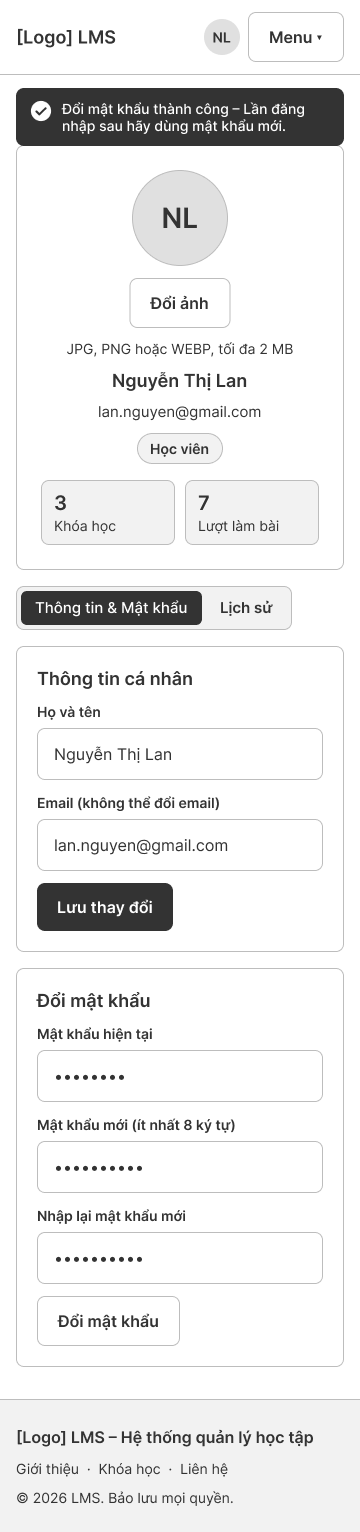 [Logo] LMS
NL
Menu ▾
Đổi mật khẩu thành công – Lần đăng
nhập sau hãy dùng mật khẩu mới.
NL
Đổi ảnh
JPG, PNG hoặc WEBP, tối đa 2 MB
Nguyễn Thị Lan
lan.nguyen@gmail.com
Học viên
3
Khóa học
7
Lượt làm bài
Thông tin & Mật khẩu
Lịch sử
Thông tin cá nhân
Họ và tên
Nguyễn Thị Lan
Email (không thể đổi email)
lan.nguyen@gmail.com
Lưu thay đổi
Đổi mật khẩu
Mật khẩu hiện tại
••••••••
Mật khẩu mới (ít nhất 8 ký tự)
••••••••••
Nhập lại mật khẩu mới
••••••••••
Đổi mật khẩu
[Logo] LMS – Hệ thống quản lý học tập
Giới thiệu · Khóa học · Liên hệ
© 2026 LMS. Bảo lưu mọi quyền.